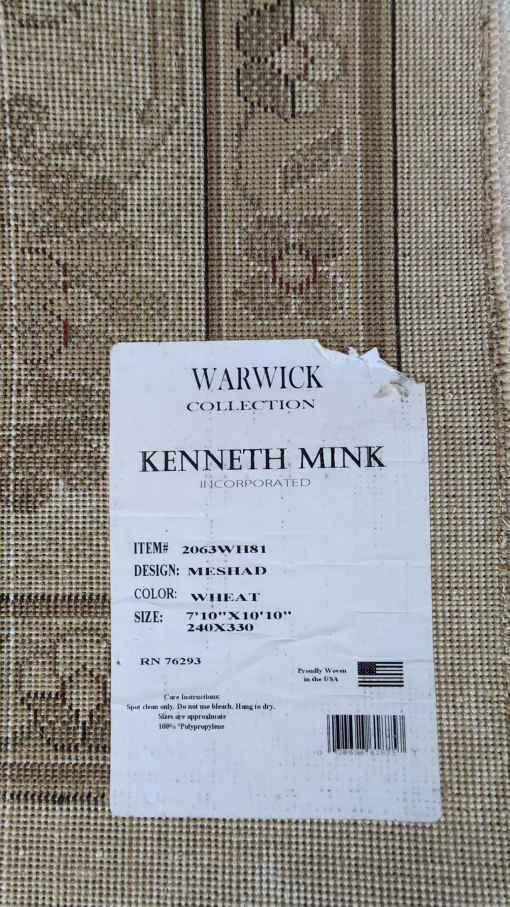 WARWICK
COLLECTION
KENNETH MINK
INCORPORATED
ITEM# 2063WH81
DESIGN: MESHAD
COLOR: WHEAT
SIZE: 7'10"X10'10"
240X330
RN 76293
Proudly Woven
in the USA
Care Instructions:
Spot clean only. Do not use bleach. Hang to dry.
Sizes are approximate
100% "Polypropylene